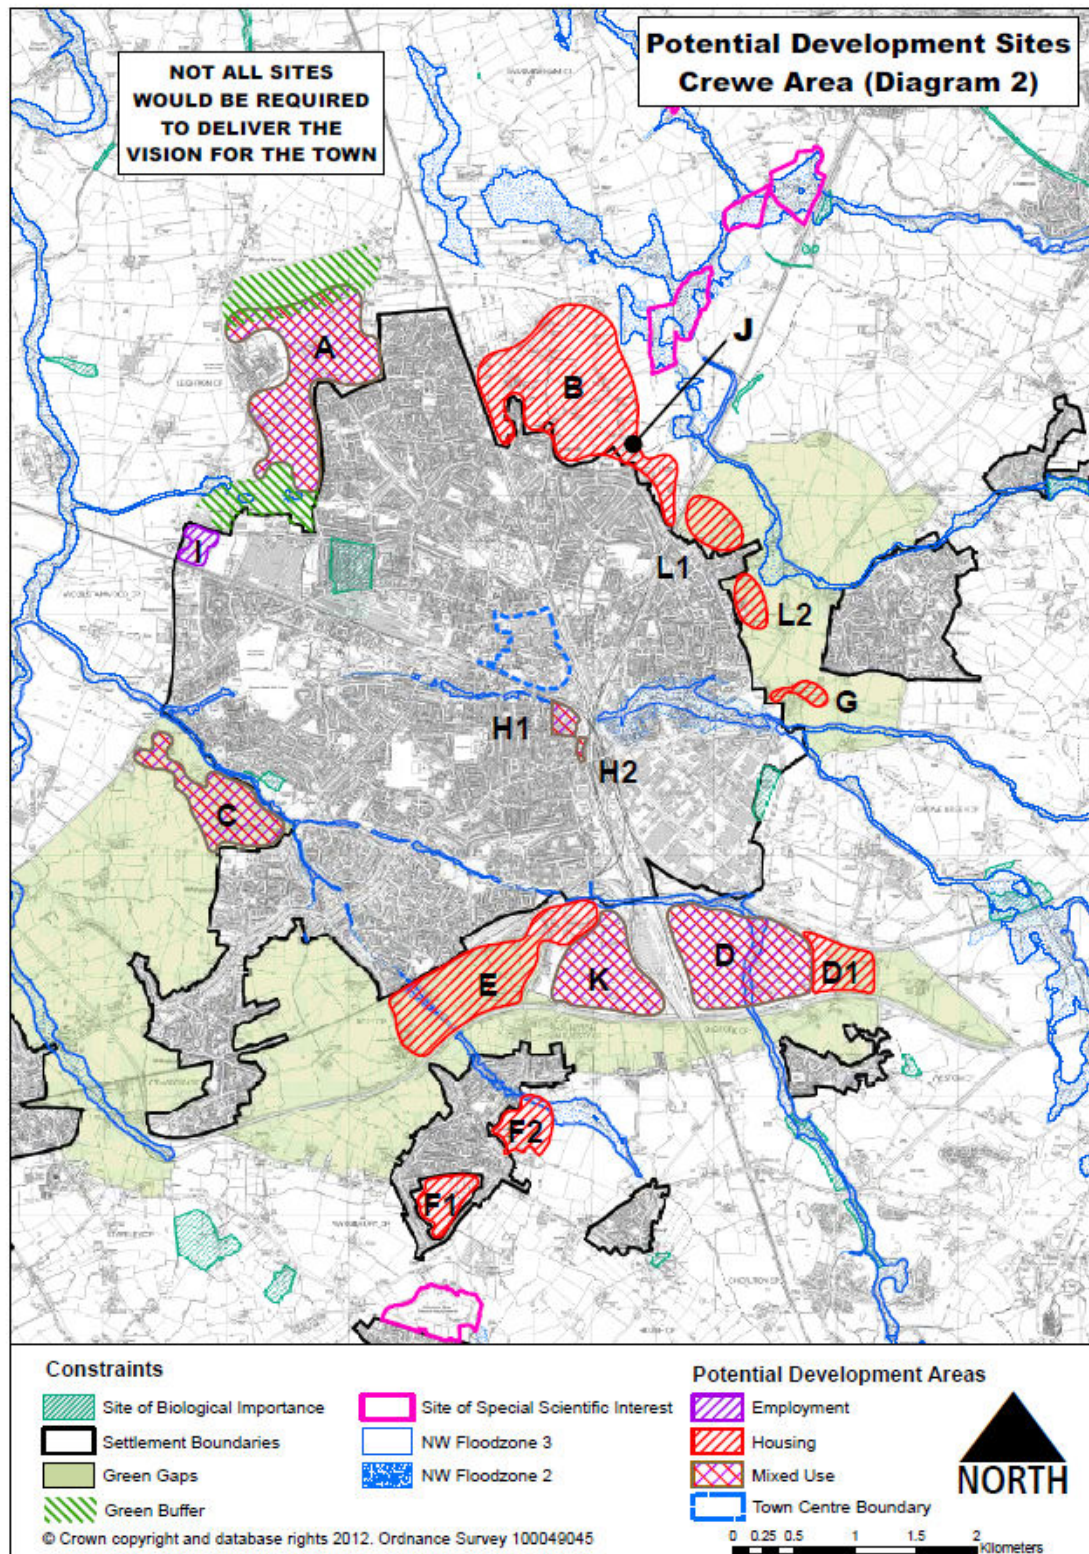 NOT ALL SITES
WOULD BE REQUIRED
TO DELIVER THE
VISION FOR THE TOWN
Potential Development Sites
Crewe Area (Diagram 2)
A
B
J
I
L1
L2
G
H1
H2
C
E
K
D
D1
F2
F1
Constraints
Site of Biological Importance
Settlement Boundaries
Green Gaps
Green Buffer
Site of Special Scientific Interest
NW Floodzone 3
NW Floodzone 2
Potential Development Areas
Employment
Housing
Mixed Use
Town Centre Boundary
NORTH
© Crown copyright and database rights 2012. Ordnance Survey 100049045
0 0.25 0.5 1 1.5 2
Kilometers